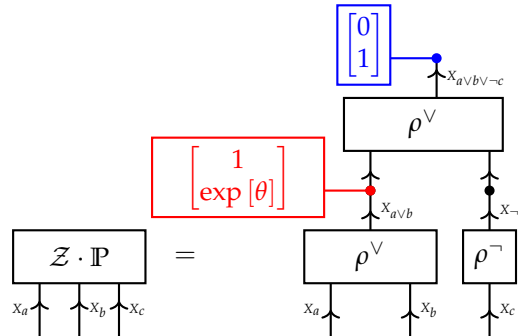 [0
1]
X_{a∨b∨¬c}
ρ^∨
[1
exp [θ]]
X_{a∨b}
X_¬
𝒵 · ℙ
=
ρ^∨
ρ^¬
X_a
X_b
X_c
X_a
X_b
X_c